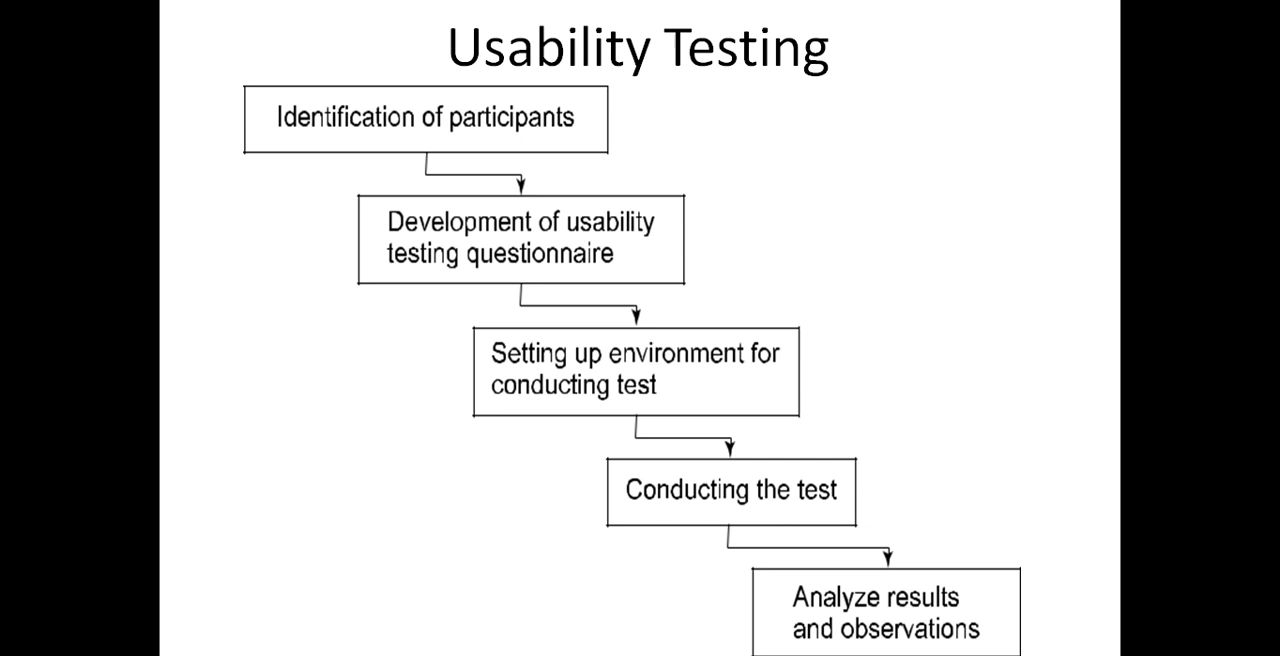 Usability Testing
Identification of participants
Development of usability
testing questionnaire
Setting up environment for
conducting test
Conducting the test
Analyze results
and observations